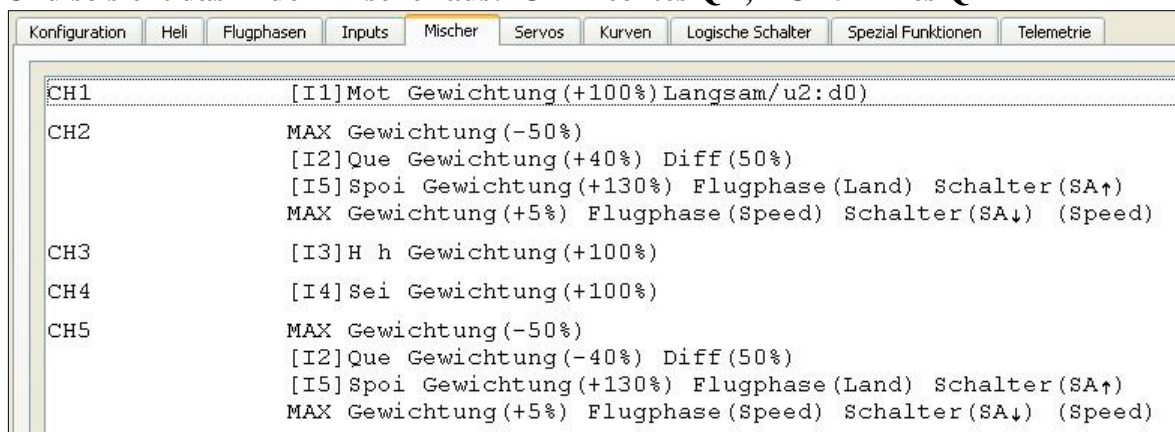 Konfiguration Heli Flugphasen Inputs Mischer Servos Kurven Logische Schalter Spezial Funktionen Telemetrie
CH1 [I1]Mot Gewichtung(+100%)Langsam/u2:d0)
CH2 MAX Gewichtung(-50%)
[I2]Que Gewichtung(+40%) Diff(50%)
[I5]Spoi Gewichtung(+130%) Flugphase(Land) Schalter(SA↑)
MAX Gewichtung(+5%) Flugphase(Speed) Schalter(SA↓) (Speed)
CH3 [I3]H h Gewichtung(+100%)
CH4 [I4]Sei Gewichtung(+100%)
CH5 MAX Gewichtung(-50%)
[I2]Que Gewichtung(-40%) Diff(50%)
[I5]Spoi Gewichtung(+130%) Flugphase(Land) Schalter(SA↑)
MAX Gewichtung(+5%) Flugphase(Speed) Schalter(SA↓) (Speed)